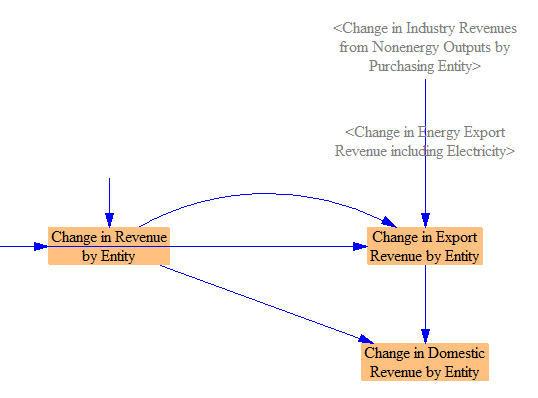 <Change in Industry Revenues
from Nonenergy Outputs by
Purchasing Entity>
<Change in Energy Export
Revenue including Electricity>
Change in Revenue
by Entity
Change in Export
Revenue by Entity
Change in Domestic
Revenue by Entity